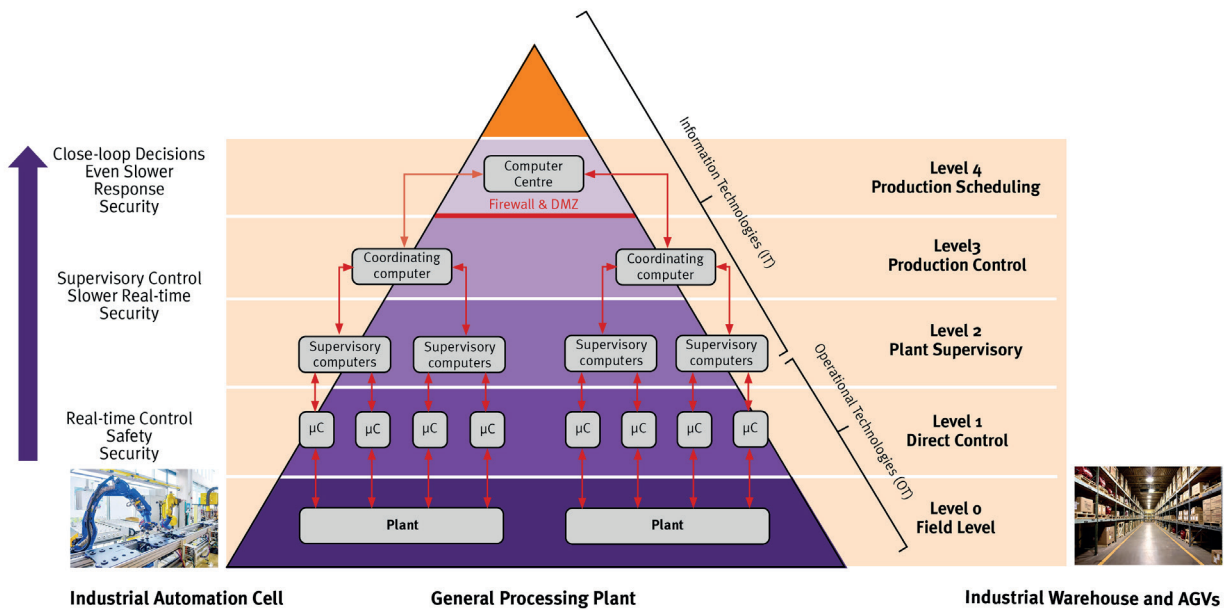 Close-loop Decisions
Even Slower
Response
Security
Supervisory Control
Slower Real-time
Security
Real-time Control
Safety
Security
Computer
Centre
Firewall & DMZ
Coordinating
computer
Coordinating
computer
Supervisory
computers
Supervisory
computers
Supervisory
computers
Supervisory
computers
µC
µC
µC
µC
µC
µC
µC
µC
Plant
Plant
Information Technologies (IT)
Operational Technologies (OT)
Level 4
Production Scheduling
Level3
Production Control
Level 2
Plant Supervisory
Level 1
Direct Control
Level 0
Field Level
Industrial Automation Cell
General Processing Plant
Industrial Warehouse and AGVs